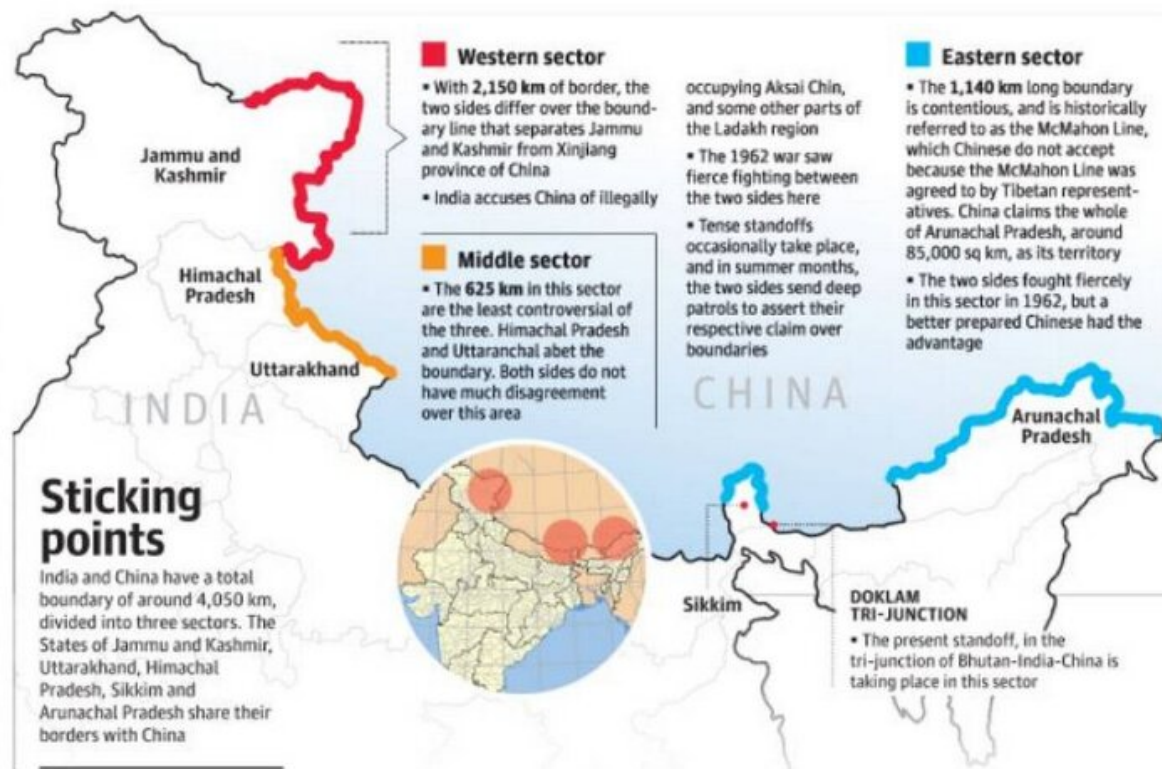 Western sector
▪ With 2,150 km of border, the
two sides differ over the bound-
ary line that separates Jammu
and Kashmir from Xinjiang
province of China
▪ India accuses China of illegally
occupying Aksai Chin,
and some other parts of
the Ladakh region
▪ The 1962 war saw
fierce fighting between
the two sides here
▪ Tense standoffs
occasionally take place,
and in summer months,
the two sides send deep
patrols to assert their
respective claim over
boundaries
Middle sector
▪ The 625 km in this sector
are the least controversial of
the three. Himachal Pradesh
and Uttaranchal abet the
boundary. Both sides do not
have much disagreement
over this area
Eastern sector
▪ The 1,140 km long boundary
is contentious, and is historically
referred to as the McMahon Line,
which Chinese do not accept
because the McMahon Line was
agreed to by Tibetan represent-
atives. China claims the whole
of Arunachal Pradesh, around
85,000 sq km, as its territory
▪ The two sides fought fiercely
in this sector in 1962, but a
better prepared Chinese had the
advantage
Jammu and
Kashmir
Himachal
Pradesh
Uttarakhand
INDIA
CHINA
Arunachal
Pradesh
Sikkim
Sticking
points
India and China have a total
boundary of around 4,050 km,
divided into three sectors. The
States of Jammu and Kashmir,
Uttarakhand, Himachal
Pradesh, Sikkim and
Arunachal Pradesh share their
borders with China
DOKLAM
TRI-JUNCTION
▪ The present standoff, in the
tri-junction of Bhutan-India-China is
taking place in this sector